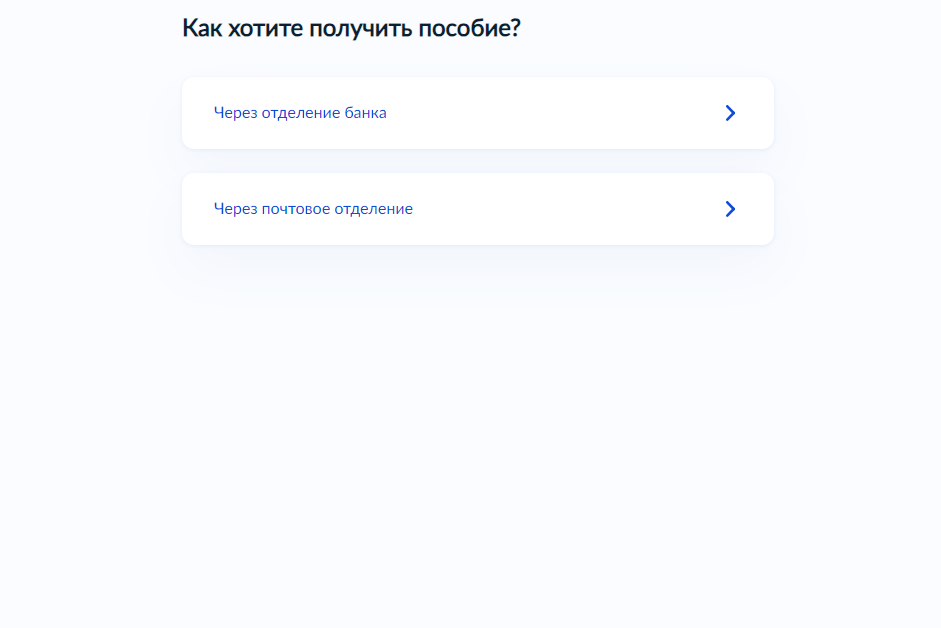 Как хотите получить пособие?
Через отделение банка
Через почтовое отделение